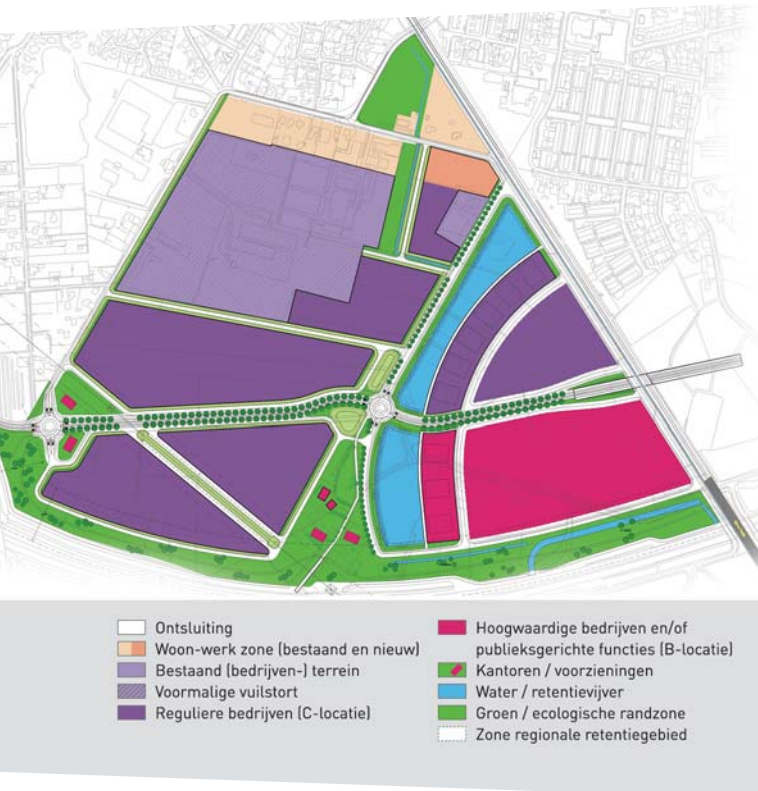 Ontsluiting
Woon-werk zone (bestaand en nieuw)
Bestaand (bedrijven-) terrein
Voormalige vuilstort
Reguliere bedrijven (C-locatie)
Hoogwaardige bedrijven en/of
publieksgerichte functies (B-locatie)
Kantoren / voorzieningen
Water / retentievijver
Groen / ecologische randzone
Zone regionale retentiegebied